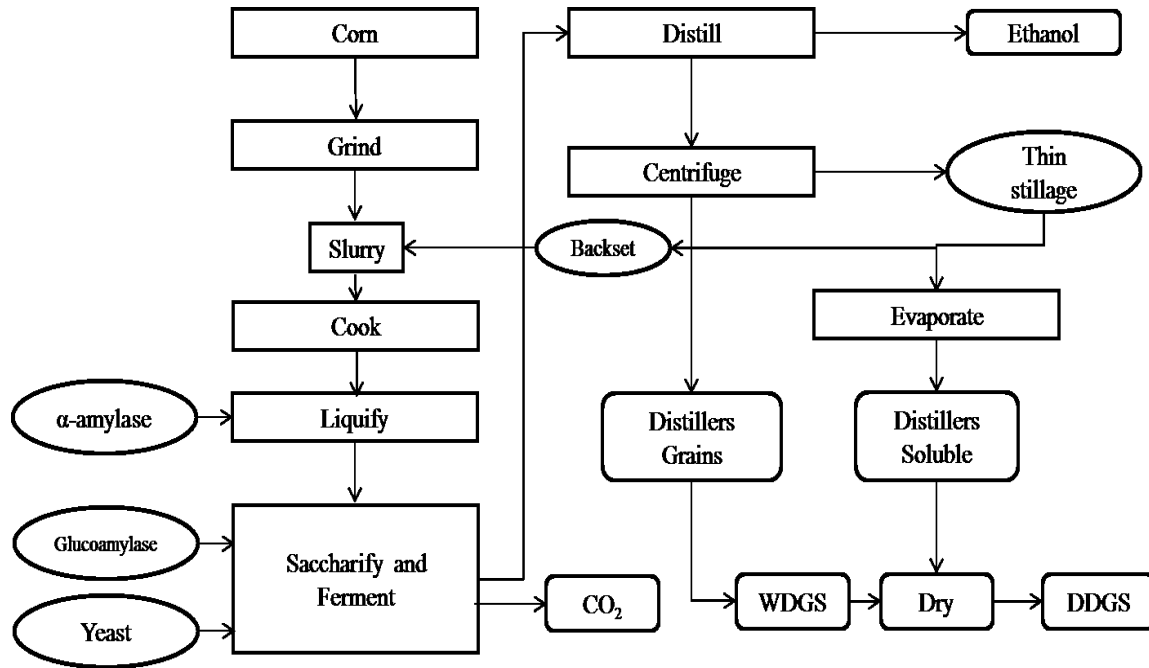 Corn
Distill
Ethanol
Grind
Centrifuge
Thin
stillage
Slurry
Backset
Cook
Evaporate
α-amylase
Liquify
Distillers
Grains
Distillers
Soluble
Glucoamylase
Saccharify and
Ferment
Yeast
CO₂
WDGS
Dry
DDGS